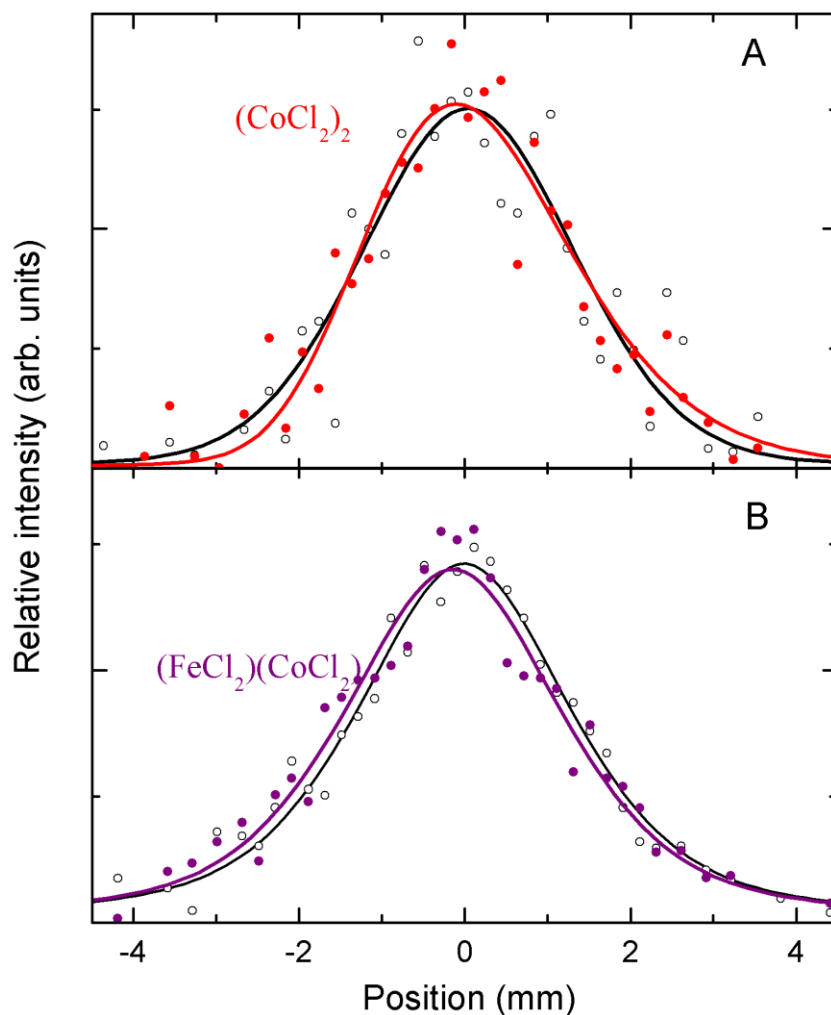 A
(CoCl₂)₂
Relative intensity (arb. units)
B
(FeCl₂)(CoCl₂)
-4 -2 0 2 4
Position (mm)